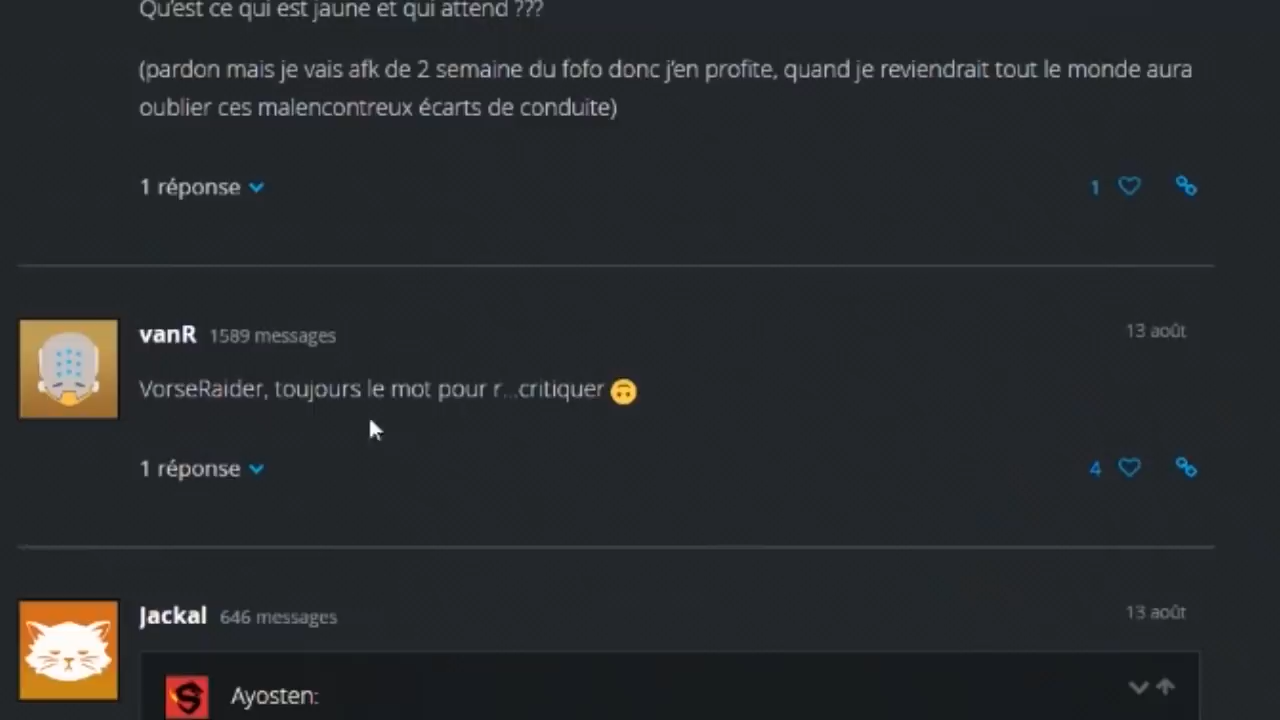 Qu'est ce qui est jaune et qui attend ???
(pardon mais je vais afk de 2 semaine du fofo donc j'en profite, quand je reviendrait tout le monde aura
oublier ces malencontreux écarts de conduite)
1 réponse
1
vanR 1589 messages
13 août
VorseRaider, toujours le mot pour r...critiquer 🙃
1 réponse
4
Jackal 646 messages
13 août
Ayosten: